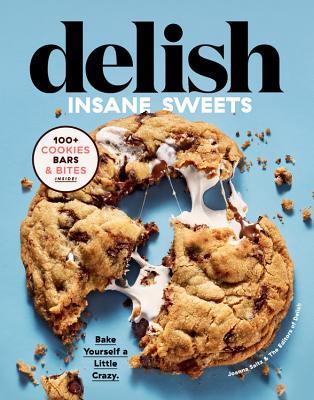 delish
INSANE SWEETS
100+
COOKIES
BARS
& BITES
INSIDE!
Bake
Yourself a
Little
Crazy.
Joanna Saltz & The Editors of Delish